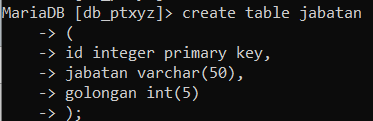 MariaDB [db_ptxyz]> create table jabatan
    -> (
    -> id integer primary key,
    -> jabatan varchar(50),
    -> golongan int(5)
    -> );